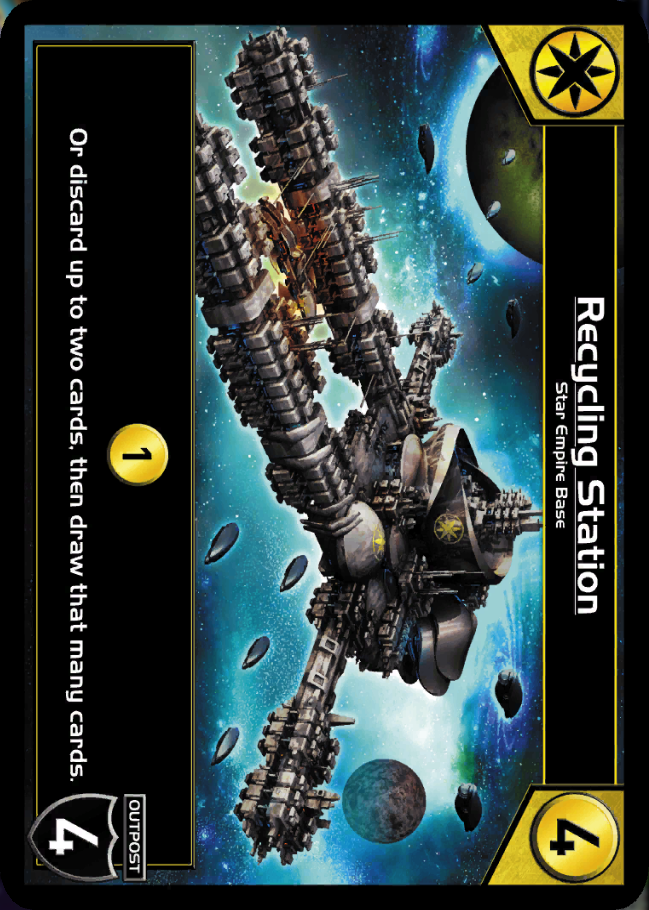 Recycling Station
Star Empire Base
4
1
Or discard up to two cards, then draw that many cards.
OUTPOST
4